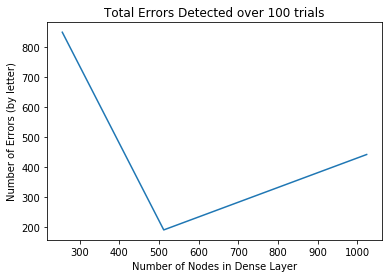 Total Errors Detected over 100 trials
Number of Errors (by letter)
800
700
600
500
400
300
200
300 400 500 600 700 800 900 1000
Number of Nodes in Dense Layer